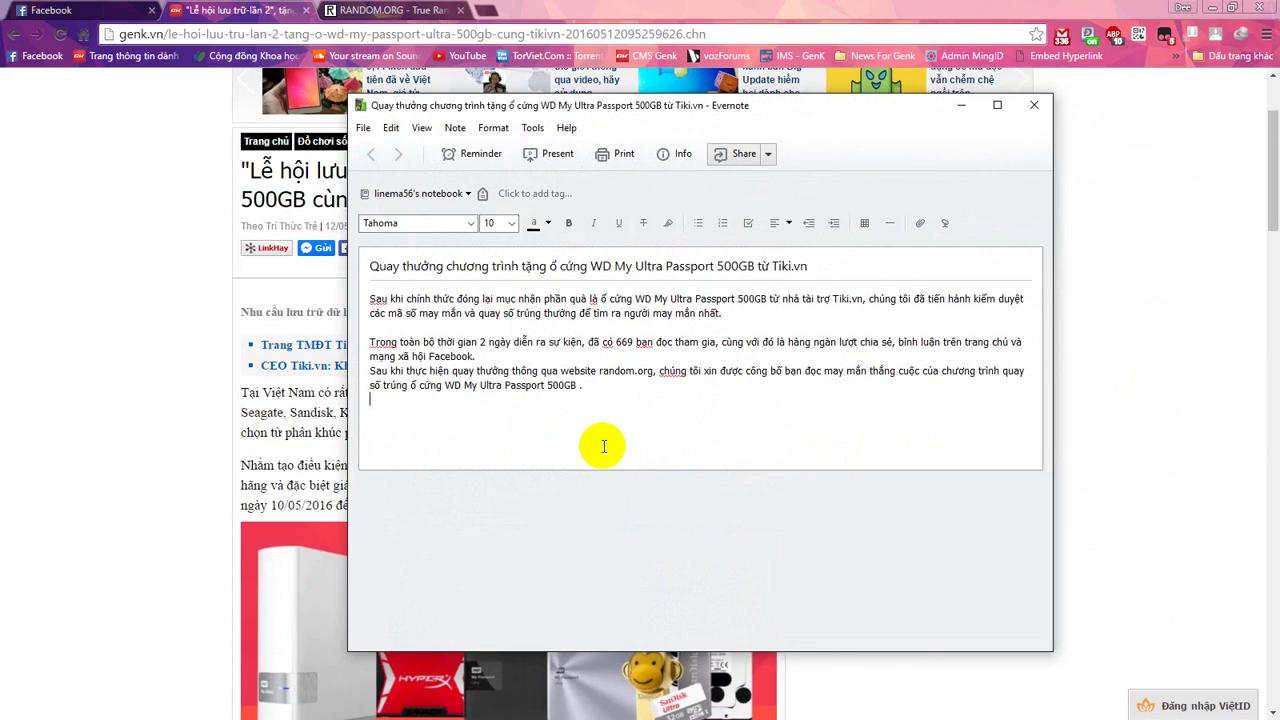 Facebook
"Lễ hội lưu trữ-lần 2", tặng
RANDOM.ORG - True Ran
Dee
genk.vn/le-hoi-luu-tru-lan-2-tang-o-wd-my-passport-ultra-500gb-cung-tikivn-20160512095259626.chn
Facebook
Trang thông tin
Cộng đồng Khoa học
Your stream on Sound
TorViet.Com :: Torrent
CMS Genk
vozForums
IMS - GenK
News Forum
Admin MingID
Embed Hyperlink
»
Dấu trang khác
tiên đã về Việt
qua video, hãy
Update hiếm
vẫn chễm chệ
Trang chủ
Đồ chơi số
"Lễ hội lưu
500GB cùn
Theo Trí Thức Trẻ | 12/05
LinkHay
Gửi
Nhu cầu lưu trữ dữ l
Trang TMĐT Ti
CEO Tiki.vn: Kh
Tại Việt Nam có rất
Seagate, Sandisk, K
chọn từ phân khúc p
Nhằm tạo điều kiện
hãng và đặc biệt giá
ngày 10/05/2016 đế
Quay thưởng chương trình tặng ổ cứng WD My Ultra Passport 500GB từ Tiki.vn - Evernote
File Edit View Note Format Tools Help
Reminder Present Print Info Share
linema56's notebook Click to add tag...
Tahoma 10 a B I U T
Quay thưởng chương trình tặng ổ cứng WD My Ultra Passport 500GB từ Tiki.vn
Sau khi chính thức đóng lại mục nhận phần quà là ổ cứng WD My Ultra Passport 500GB từ nhà tài trợ Tiki.vn, chúng tôi đã tiến hành kiểm duyệt
các mã số may mắn và quay số trúng thưởng để tìm ra người may mắn nhất.
Trong toàn bộ thời gian 2 ngày diễn ra sự kiện, đã có 669 bạn đọc tham gia, cùng với đó là hàng ngàn lượt chia sẻ, bình luận trên trang chủ và
mạng xã hội Facebook.
Sau khi thực hiện quay thưởng thông qua website random.org, chúng tôi xin được công bố bạn đọc may mắn thắng cuộc của chương trình quay
số trúng ổ cứng WD My Ultra Passport 500GB .
HYPERX
SanDisk
Ultra
Đăng nhập ViệtID